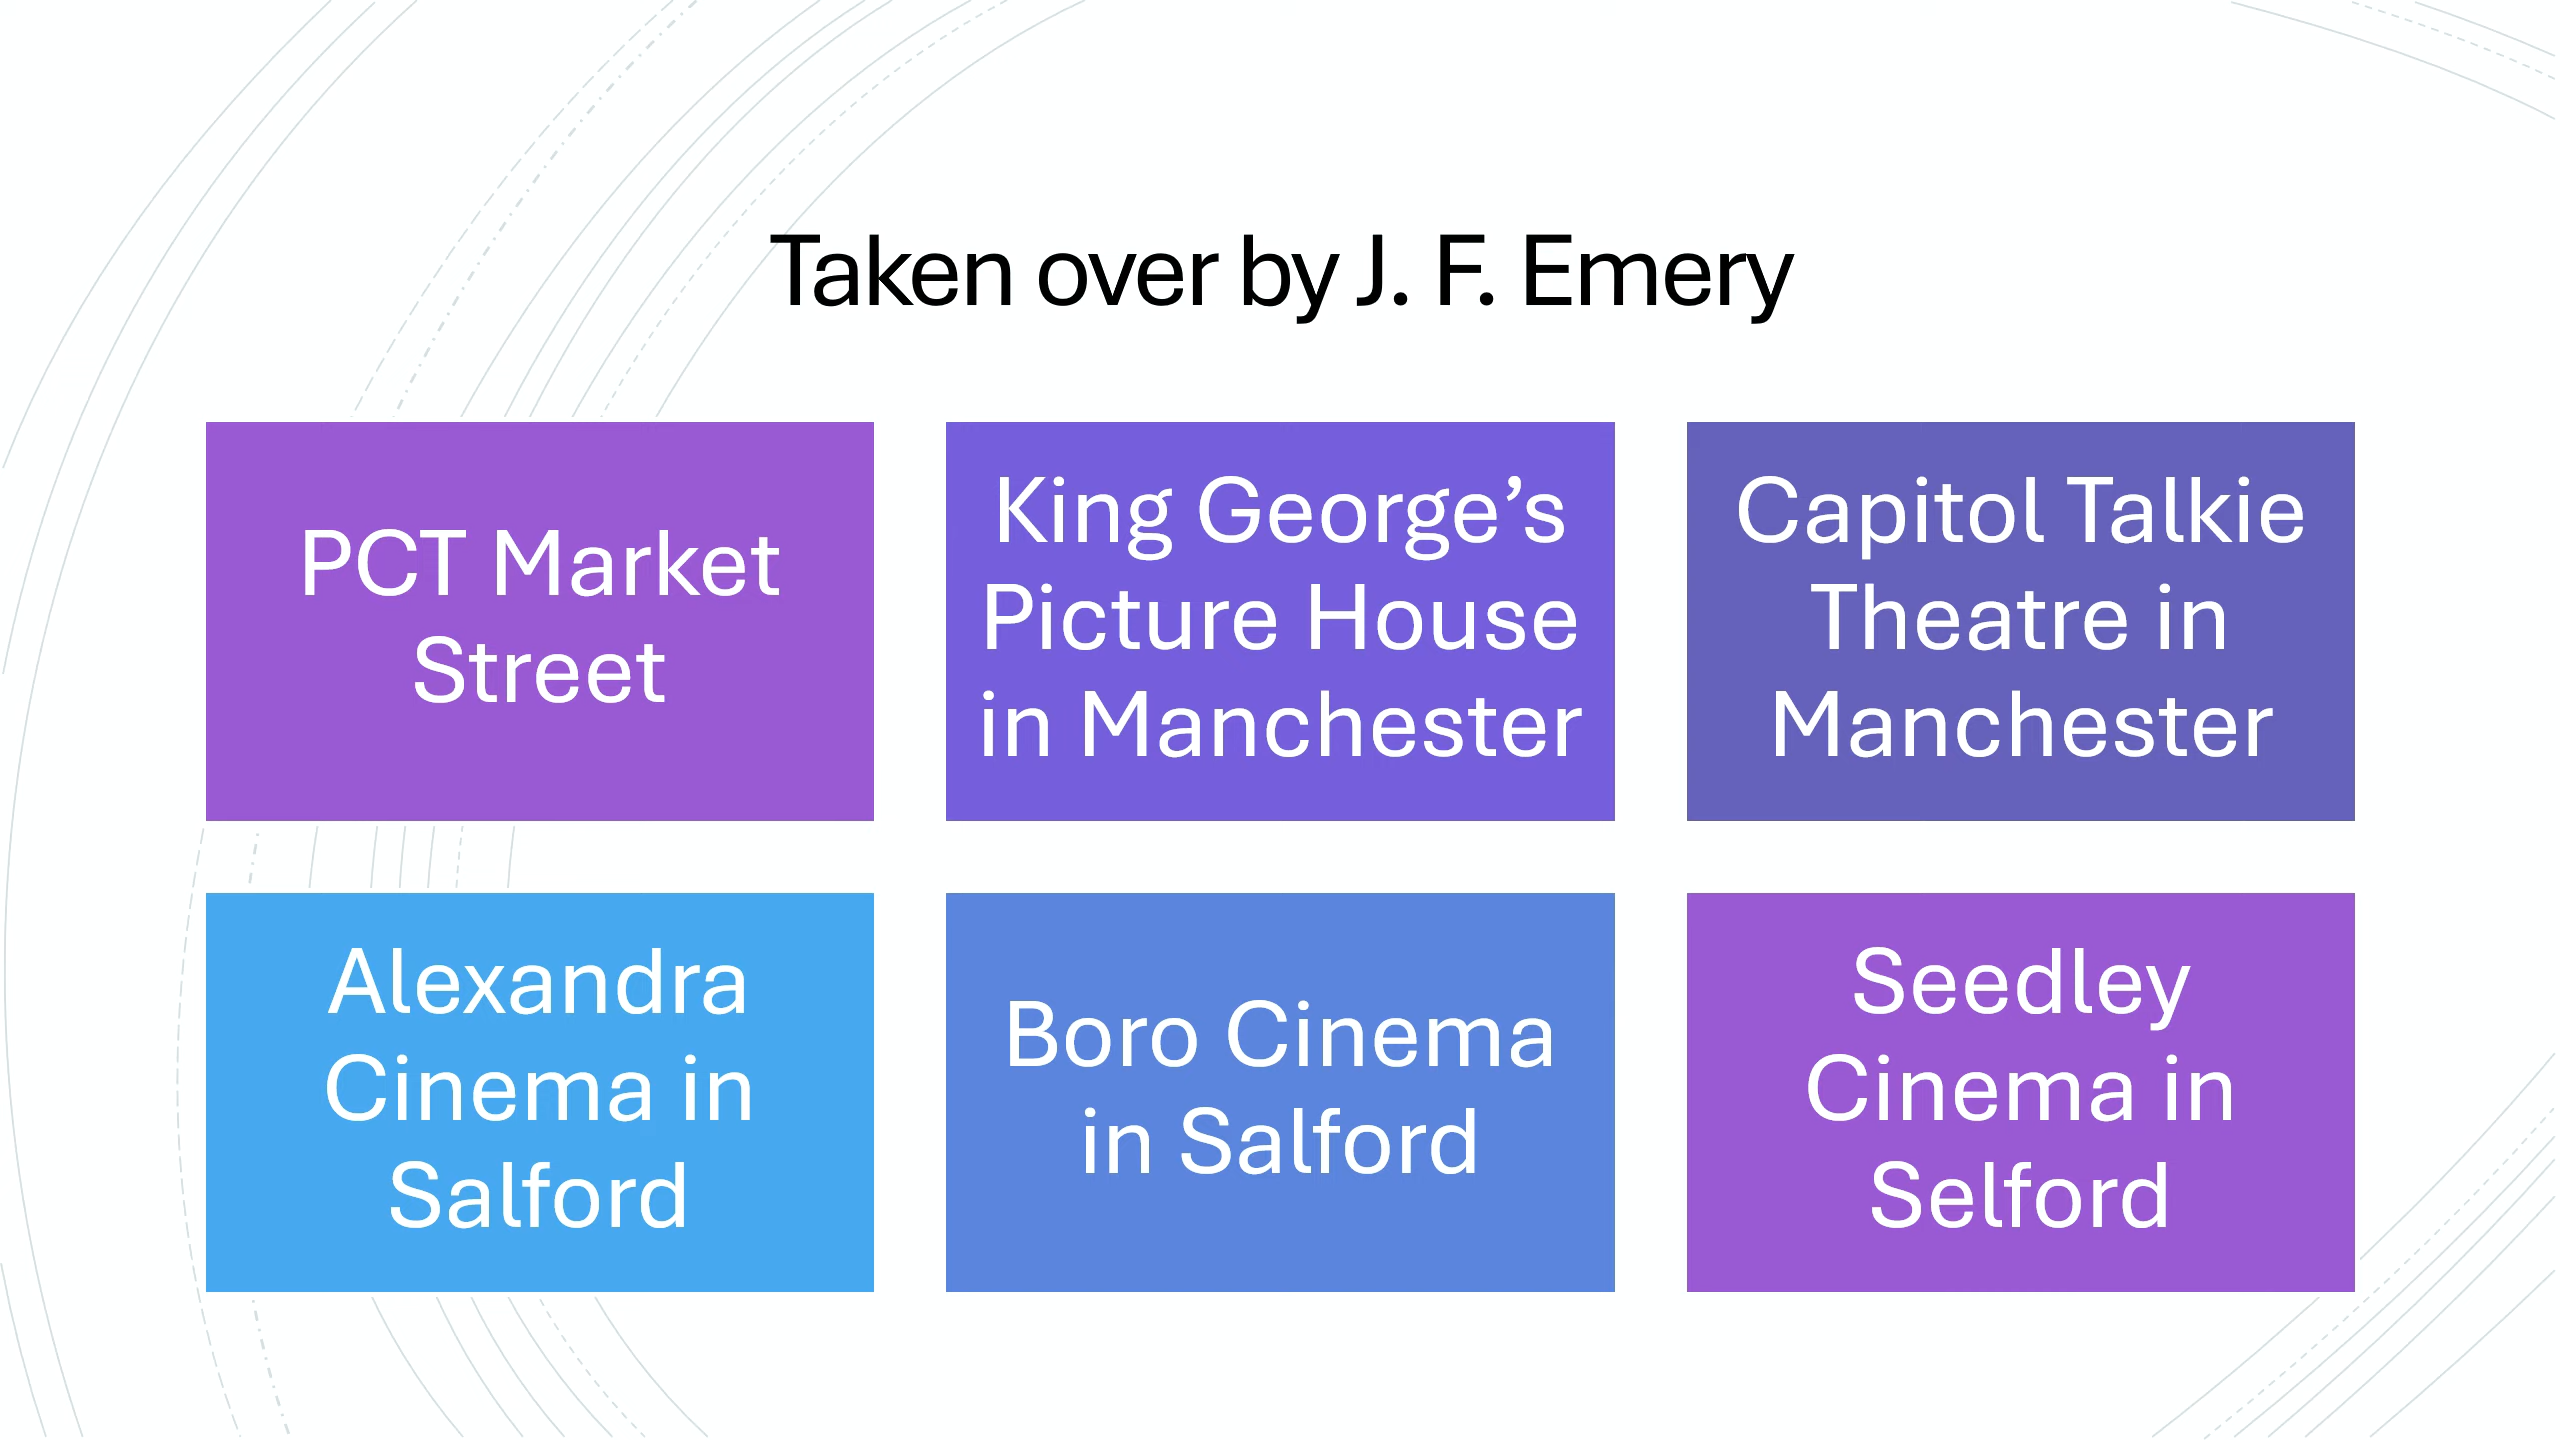 Taken over by J. F. Emery
PCT Market
Street
King George’s
Picture House
in Manchester
Capitol Talkie
Theatre in
Manchester
Alexandra
Cinema in
Salford
Boro Cinema
in Salford
Seedley
Cinema in
Selford